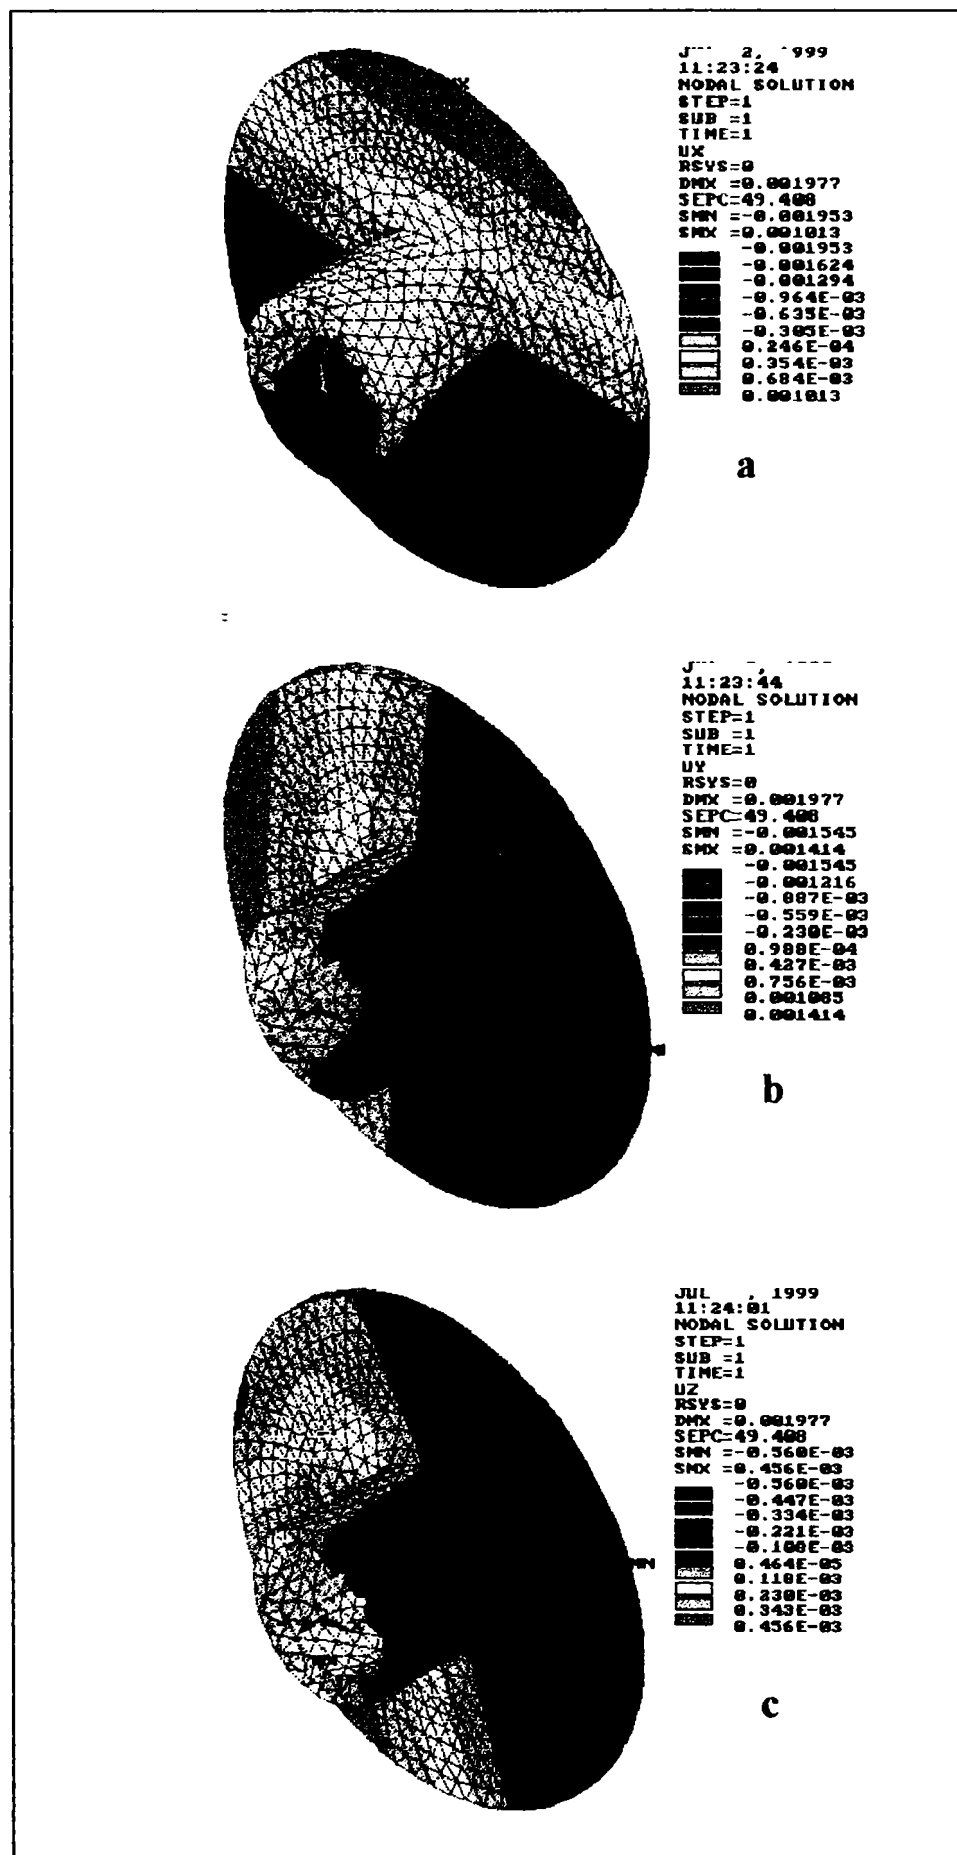 2, 1999
11:23:24
NODAL SOLUTION
STEP=1
SUB =1
TIME=1
UX
RSYS=0
DMX =0.001977
SEPC=49.408
SMN =-0.001953
SMX =0.001013
-0.001953
-0.001624
-0.001294
-0.964E-03
-0.635E-03
-0.305E-03
0.246E-04
0.354E-03
0.684E-03
0.001013
a
11:23:44
NODAL SOLUTION
STEP=1
SUB =1
TIME=1
UY
RSYS=0
DMX =0.001977
SEPC=49.408
SMN =-0.001545
SMX =0.001414
-0.001545
-0.001216
-0.887E-03
-0.559E-03
-0.230E-03
0.988E-04
0.427E-03
0.756E-03
0.001085
0.001414
b
JUL , 1999
11:24:01
NODAL SOLUTION
STEP=1
SUB =1
TIME=1
UZ
RSYS=0
DMX =0.001977
SEPC=49.408
SMN =-0.560E-03
SMX =0.456E-03
-0.560E-03
-0.447E-03
-0.334E-03
-0.221E-03
-0.108E-03
0.464E-05
0.118E-03
0.230E-03
0.343E-03
0.456E-03
MN
c